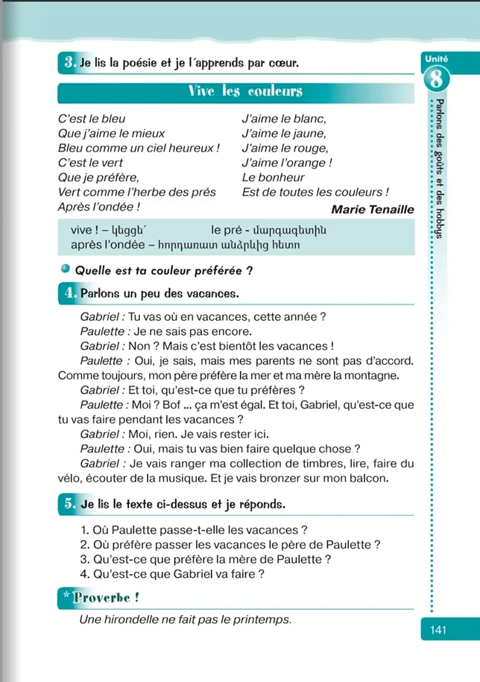 3. Je lis la poésie et je l´apprends par cœur.
Vive les couleurs
C'est le bleu
Que j'aime le mieux
Bleu comme un ciel heureux !
C'est le vert
Que je préfère,
Vert comme l'herbe des prés
Après l'ondée !
J'aime le blanc,
J'aime le jaune,
J'aime le rouge,
J'aime l'orange !
Le bonheur
Est de toutes les couleurs !
Marie Tenaille
vive ! – կեցցե՛ le pré - մարգագետին
après l'ondée – հորդառատ անձրևից հետո
Quelle est ta couleur préférée ?
4. Parlons un peu des vacances.
Gabriel : Tu vas où en vacances, cette année ?
Paulette : Je ne sais pas encore.
Gabriel : Non ? Mais c'est bientôt les vacances !
Paulette : Oui, je sais, mais mes parents ne sont pas d'accord.
Comme toujours, mon père préfère la mer et ma mère la montagne.
Gabriel : Et toi, qu'est-ce que tu préfères ?
Paulette : Moi ? Bof ... ça m'est égal. Et toi, Gabriel, qu'est-ce que
tu vas faire pendant les vacances ?
Gabriel : Moi, rien. Je vais rester ici.
Paulette : Oui, mais tu vas bien faire quelque chose ?
Gabriel : Je vais ranger ma collection de timbres, lire, faire du
vélo, écouter de la musique. Et je vais bronzer sur mon balcon.
5. Je lis le texte ci-dessus et je réponds.
1. Où Paulette passe-t-elle les vacances ?
2. Où préfère passer les vacances le père de Paulette ?
3. Qu'est-ce que préfère la mère de Paulette ?
4. Qu'est-ce que Gabriel va faire ?
* Proverbe !
Une hirondelle ne fait pas le printemps.
Unité
8
Parlons des goûts et des hobbys
141